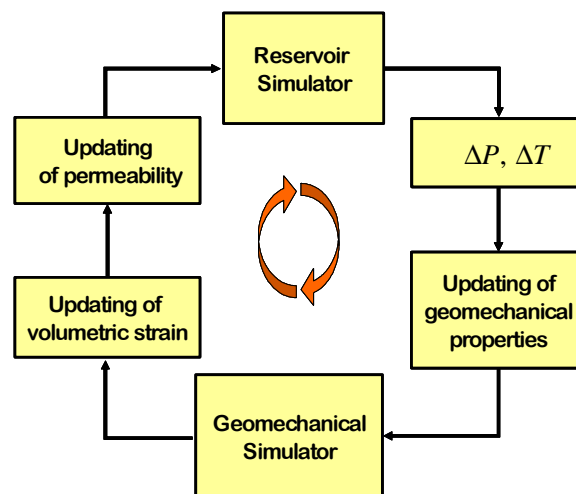 Reservoir
Simulator
ΔP, ΔT
Updating of
geomechanical
properties
Geomechanical
Simulator
Updating of
volumetric strain
Updating
of permeability